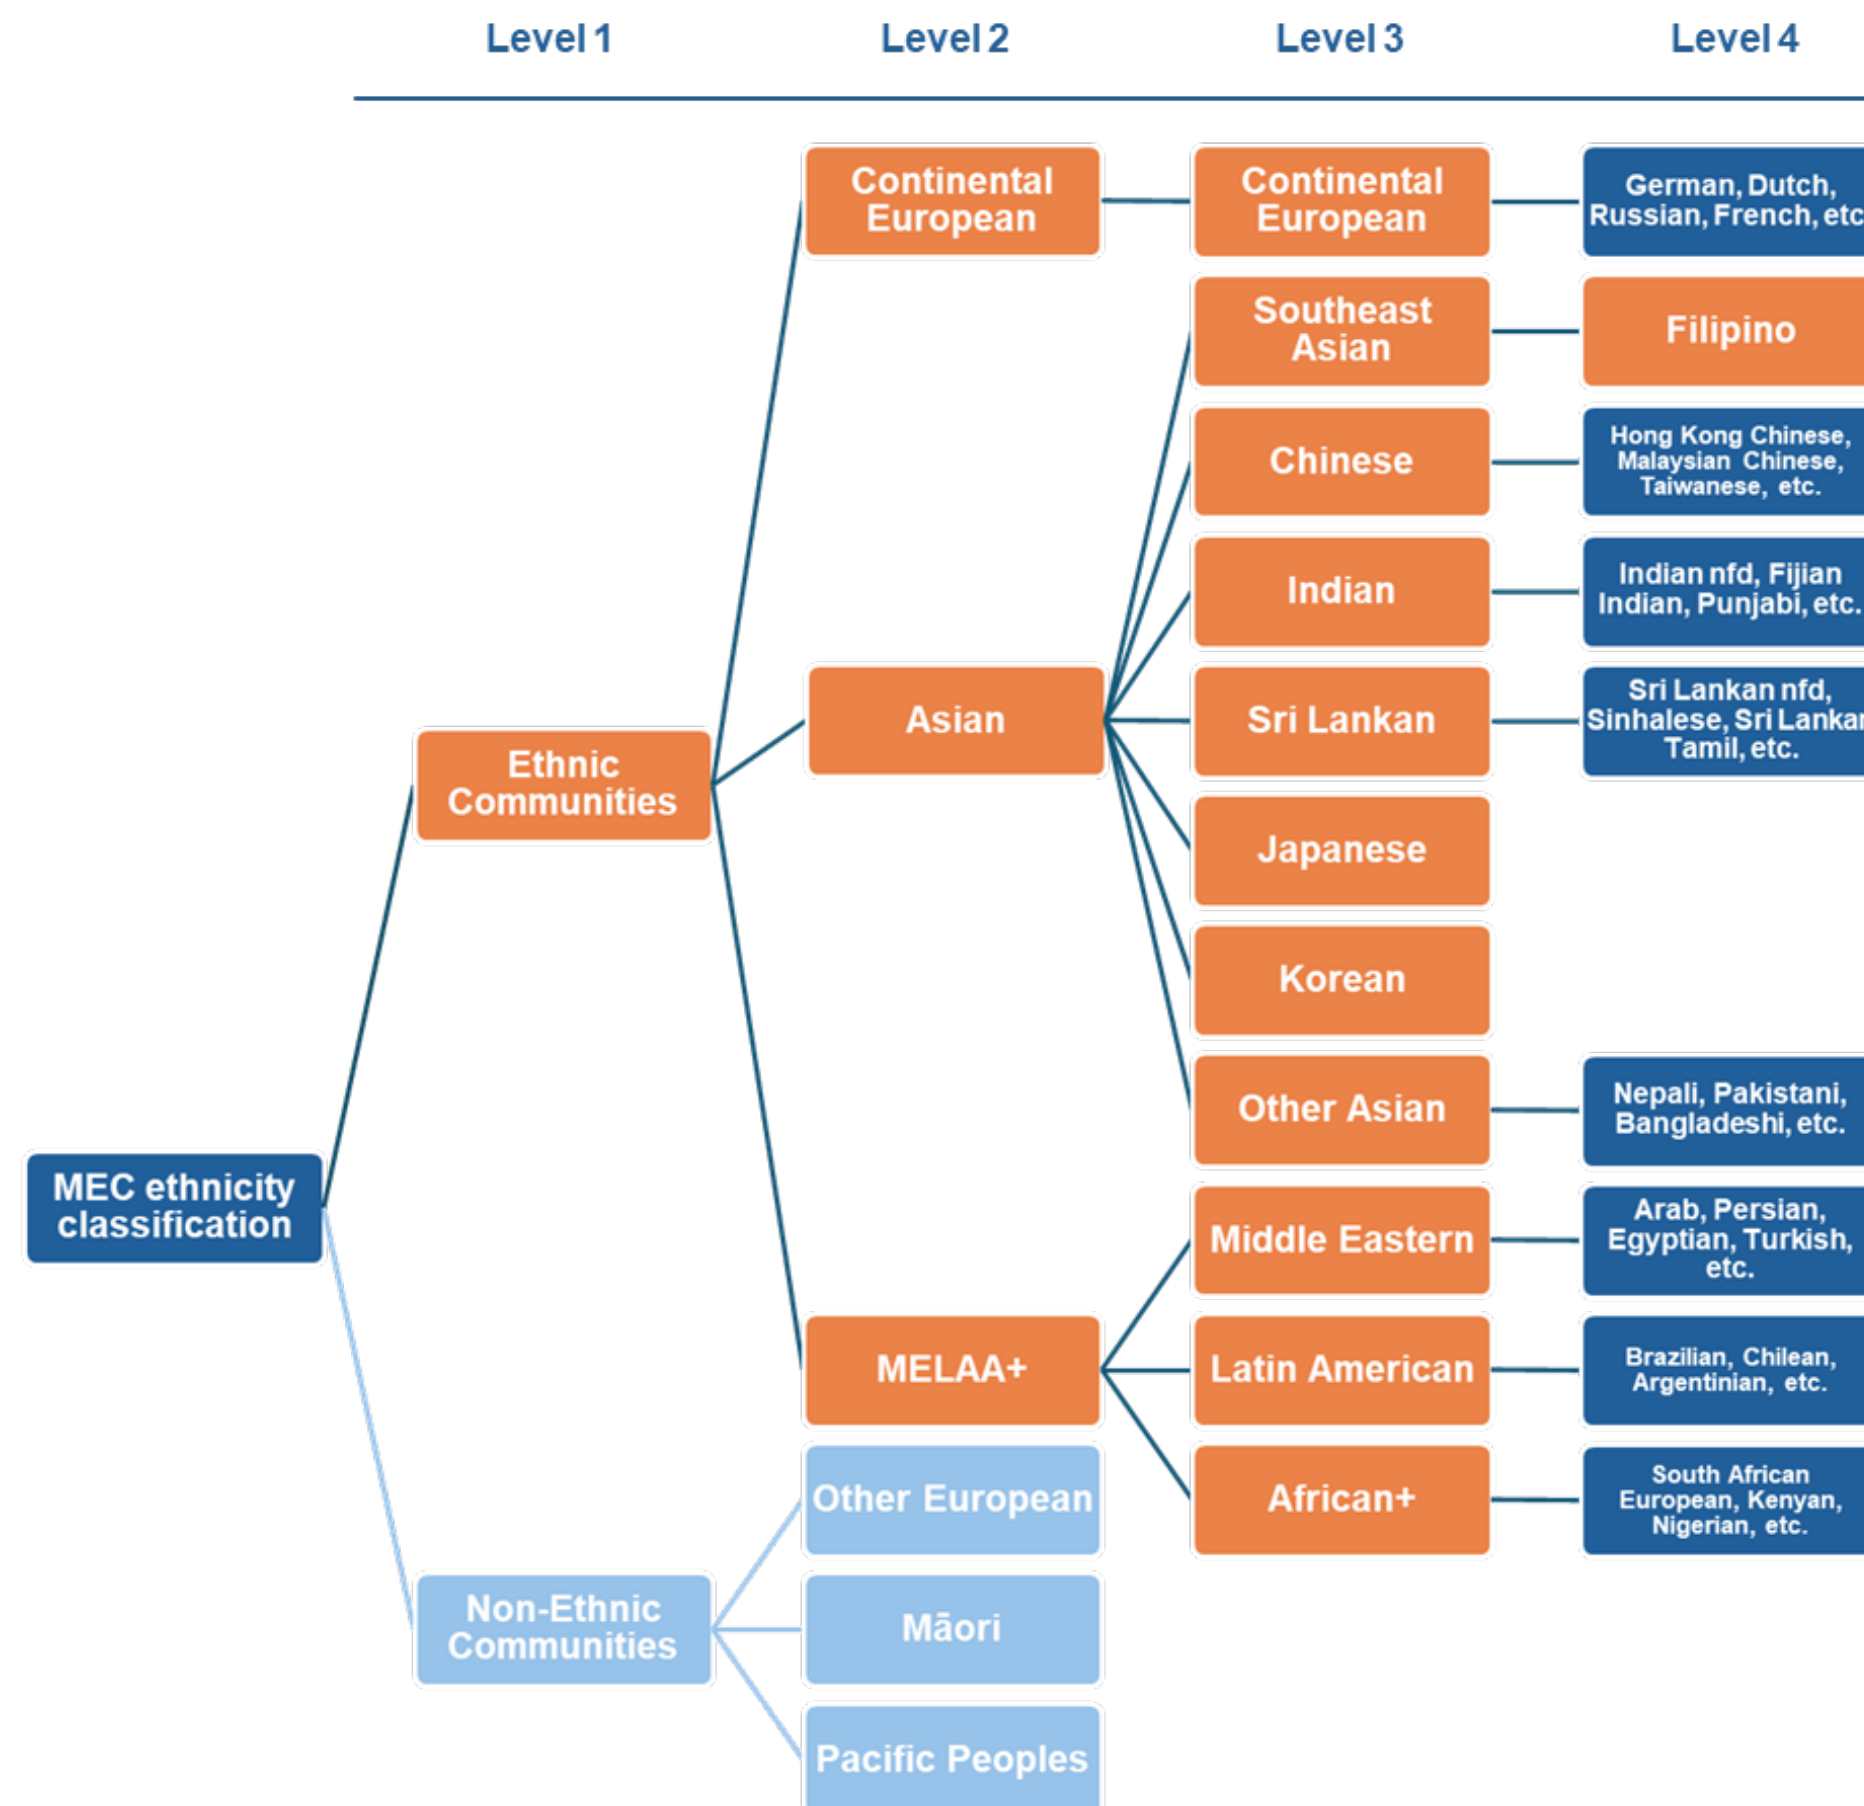 Level 1
Level 2
Level 3
Level 4
Continental
European
Continental
European
German, Dutch,
Russian, French, etc
Southeast
Asian
Filipino
Chinese
Hong Kong Chinese,
Malaysian Chinese,
Taiwanese, etc.
Indian
Indian nfd, Fijian
Indian, Punjabi, etc.
Asian
Sri Lankan
Sri Lankan nfd,
Sinhalese, Sri Lankan
Tamil, etc.
Ethnic
Communities
Japanese
Korean
Other Asian
Nepali, Pakistani,
Bangladeshi, etc.
MEC ethnicity
classification
Middle Eastern
Arab, Persian,
Egyptian, Turkish,
etc.
MELAA+
Latin American
Brazilian, Chilean,
Argentinian, etc.
Other European
African+
South African
European, Kenyan,
Nigerian, etc.
Non-Ethnic
Communities
Māori
Pacific Peoples